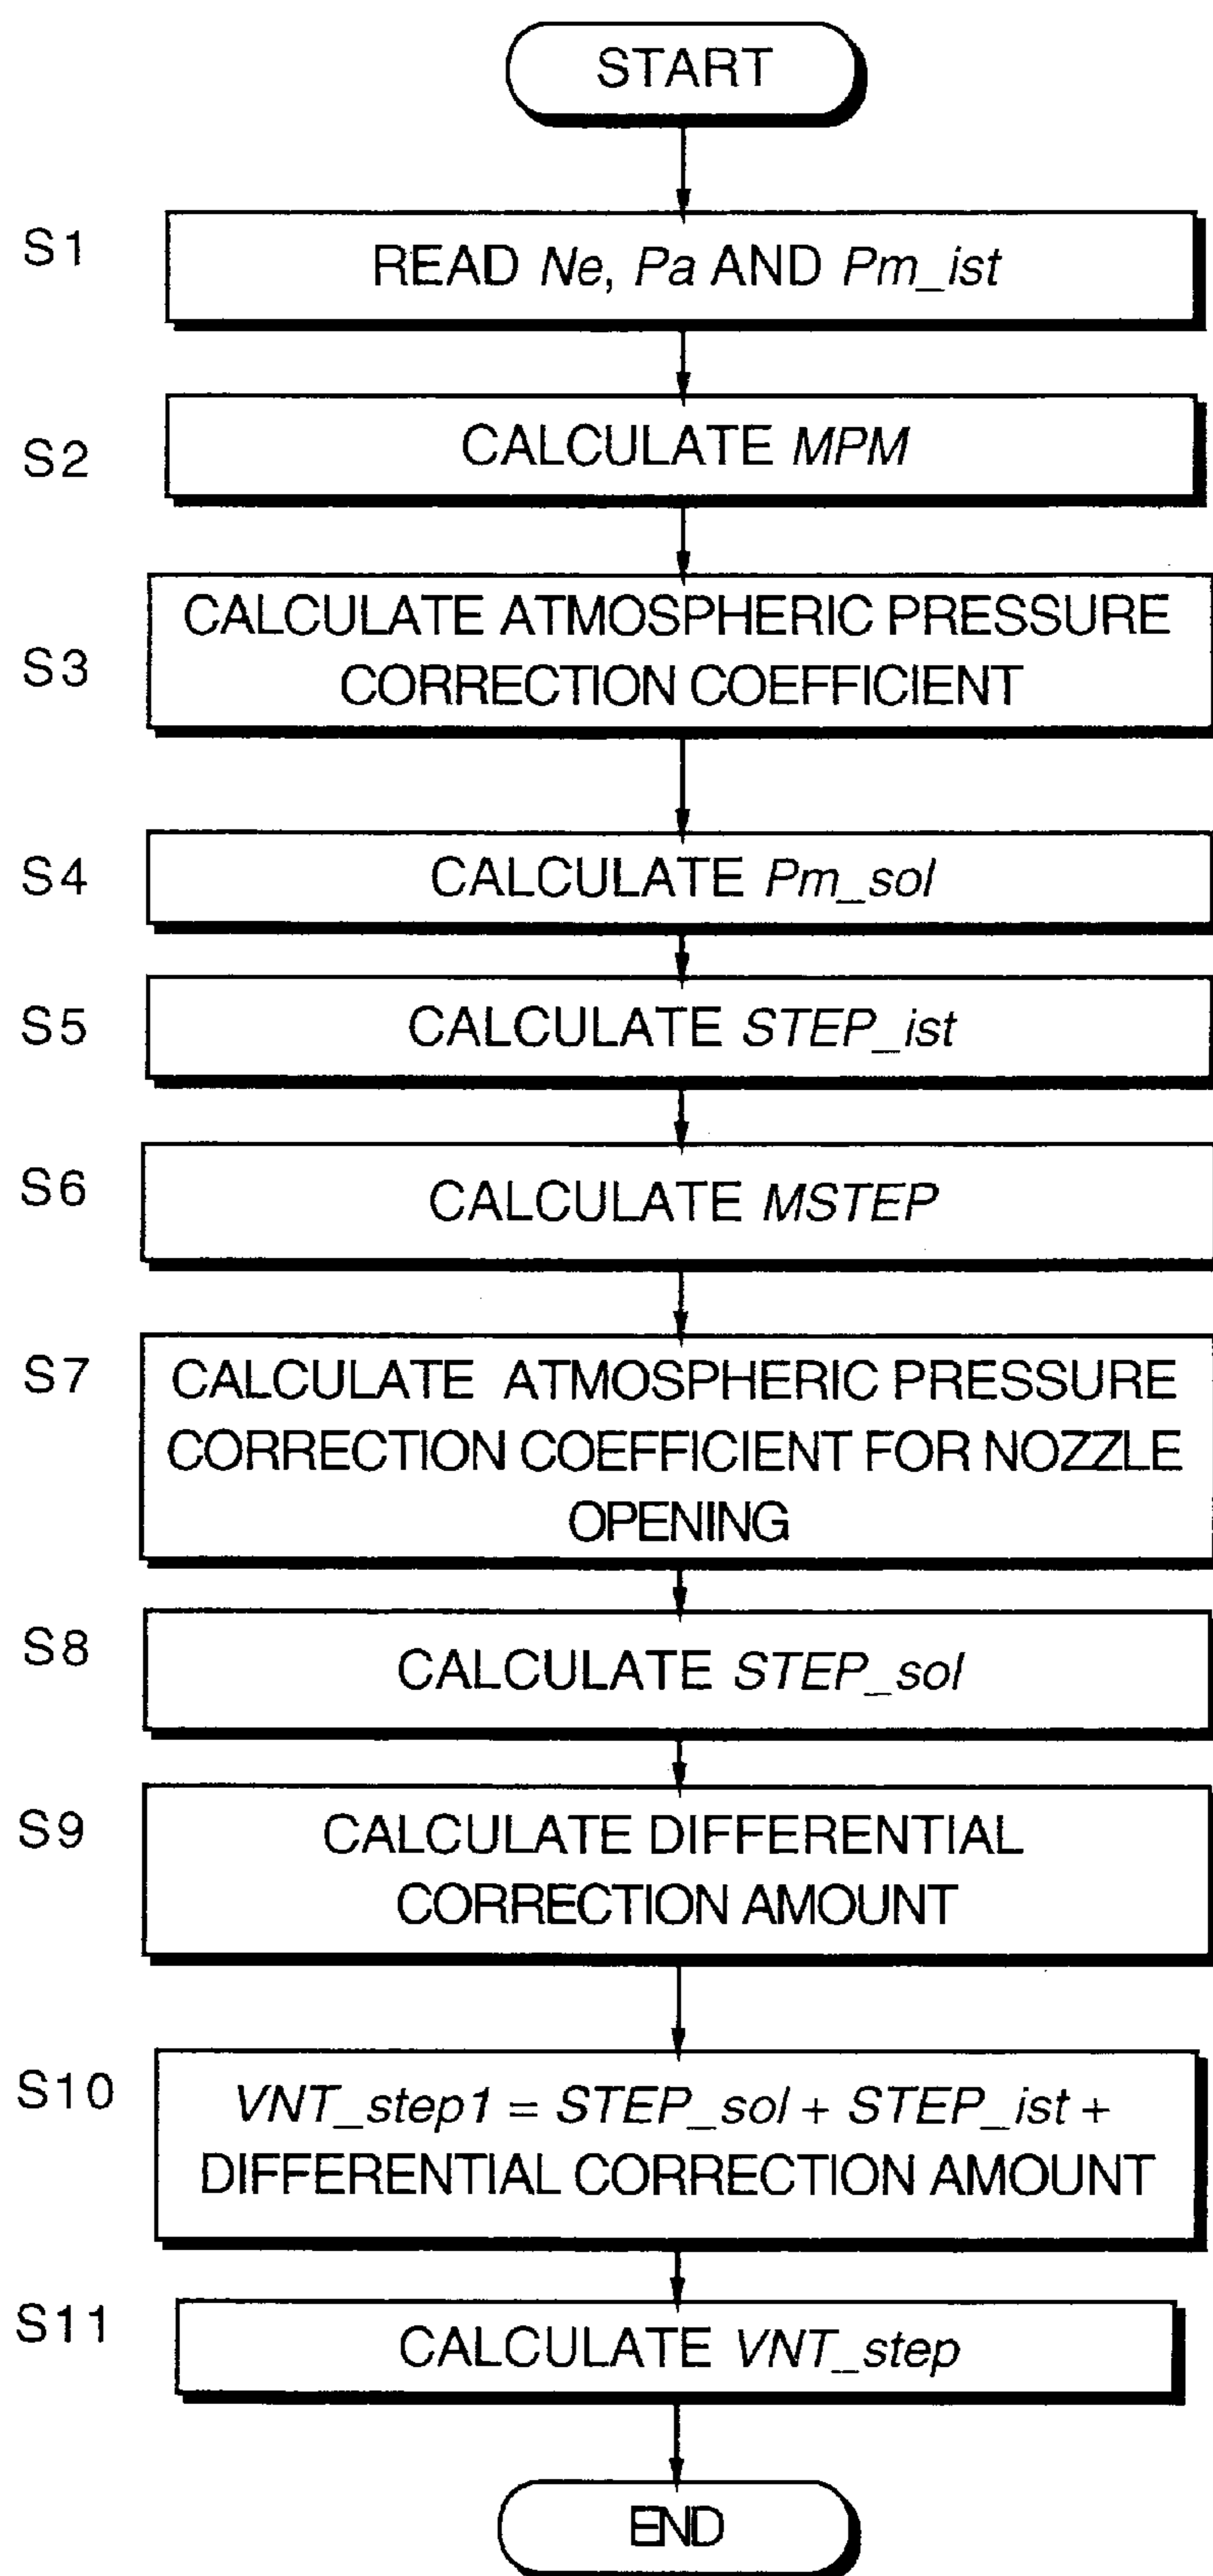 START
S1
READ Ne, Pa AND Pm_ist
S2
CALCULATE MPM
S3
CALCULATE ATMOSPHERIC PRESSURE
CORRECTION COEFFICIENT
S4
CALCULATE Pm_sol
S5
CALCULATE STEP_ist
S6
CALCULATE MSTEP
S7
CALCULATE ATMOSPHERIC PRESSURE
CORRECTION COEFFICIENT FOR NOZZLE
OPENING
S8
CALCULATE STEP_sol
S9
CALCULATE DIFFERENTIAL
CORRECTION AMOUNT
S10
VNT_step1 = STEP_sol + STEP_ist +
DIFFERENTIAL CORRECTION AMOUNT
S11
CALCULATE VNT_step
END